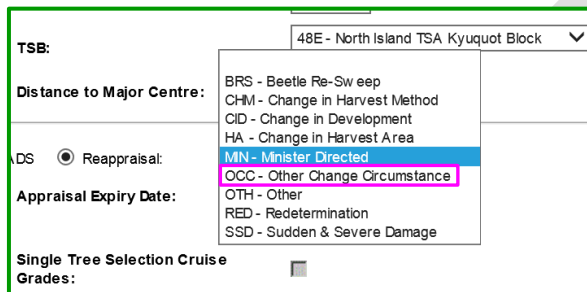 TSB:
48E - North Island TSA Kyuquot Block
Distance to Major Centre:
BRS - Beetle Re-Sweep
CHM - Change in Harvest Method
CID - Change in Development
HA - Change in Harvest Area
ADS Reappraisal:
MIN - Minister Directed
OCC - Other Change Circumstance
Appraisal Expiry Date:
OTH - Other
RED - Redetermination
SSD - Sudden & Severe Damage
Single Tree Selection Cruise
Grades: